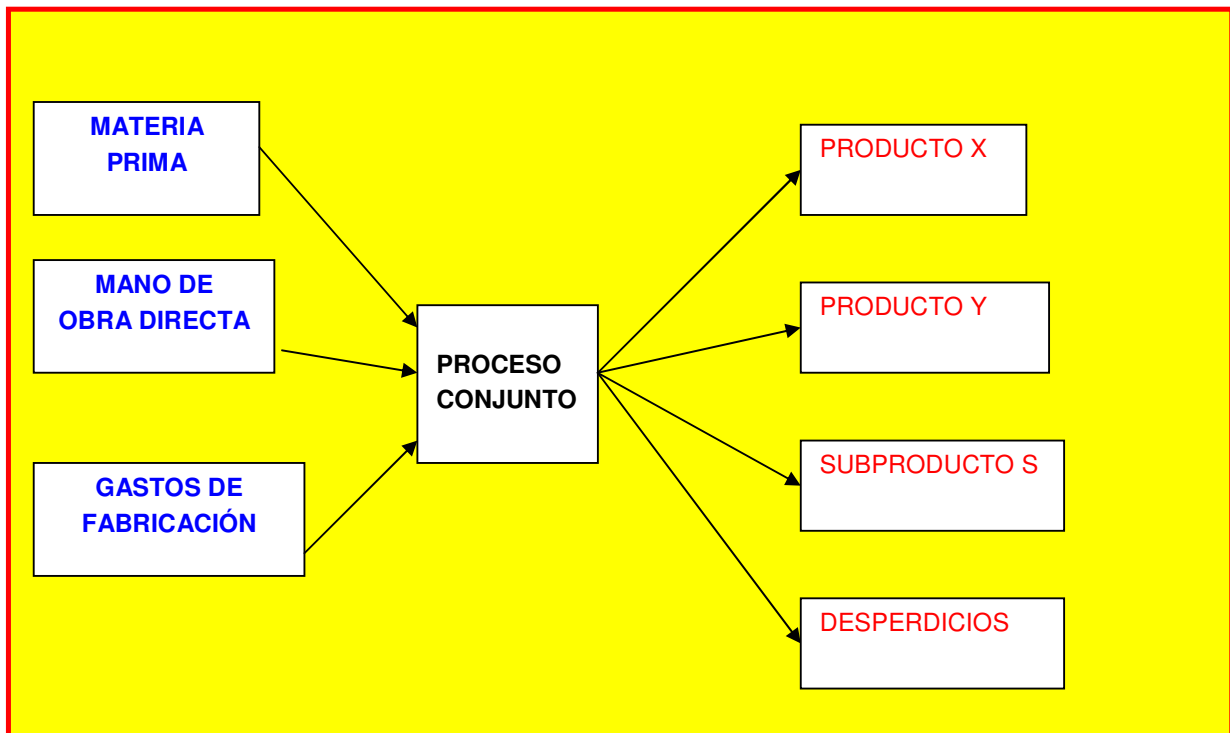 MATERIA
PRIMA
MANO DE
OBRA DIRECTA
GASTOS DE
FABRICACIÓN
PROCESO
CONJUNTO
PRODUCTO X
PRODUCTO Y
SUBPRODUCTO S
DESPERDICIOS